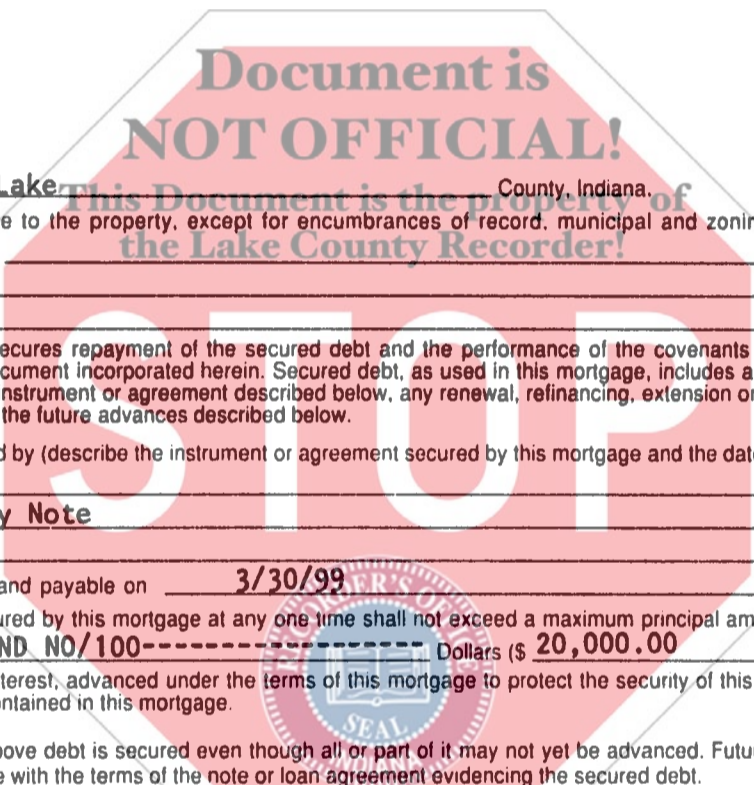 Document is
NOT OFFICIAL!
Lake County, Indiana.
This Document is the property of
e to the property, except for encumbrances of record, municipal and zonin
the Lake County Recorder!
STOP
ecures repayment of the secured debt and the performance of the covenants
cument incorporated herein. Secured debt, as used in this mortgage, includes a
nstrument or agreement described below, any renewal, refinancing, extension or
the future advances described below.
d by (describe the instrument or agreement secured by this mortgage and the date
y Note
and payable on 3/30/99
ured by this mortgage at any one time shall not exceed a maximum principal am
ND NO/100------------------- Dollars ($ 20,000.00
terest, advanced under the terms of this mortgage to protect the security of this
ntained in this mortgage.
RECORDER'S OFFICE
SEAL
INDIANA
bove debt is secured even though all or part of it may not yet be advanced. Futu
e with the terms of the note or loan agreement evidencing the secured debt.